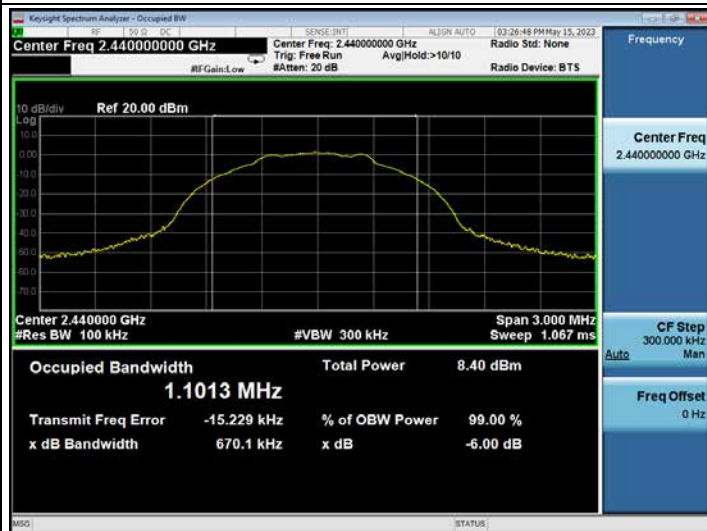 Keysight Spectrum Analyzer - Occupied BW
RF 50 Ω DC SENSE:INT ALIGN AUTO 03:26:48 PM May 15, 2023
Center Freq 2.440000000 GHz
Center Freq: 2.440000000 GHz
Radio Std: None
Trig: Free Run Avg|Hold:>10/10
#IFGain:Low
#Atten: 20 dB
Radio Device: BTS
Frequency
10 dB/div Ref 20.00 dBm
Log
10.0
0.00
-10.0
-20.0
-30.0
-40.0
-50.0
-60.0
-70.0
Center 2.440000 GHz
Span 3.000 MHz
#Res BW 100 kHz
#VBW 300 kHz
Sweep 1.067 ms
Occupied Bandwidth
1.1013 MHz
Total Power 8.40 dBm
Transmit Freq Error -15.229 kHz
% of OBW Power 99.00 %
x dB Bandwidth 670.1 kHz
x dB -6.00 dB
Center Freq
2.440000000 GHz
CF Step
300.000 kHz
Auto Man
Freq Offset
0 Hz
MSG STATUS